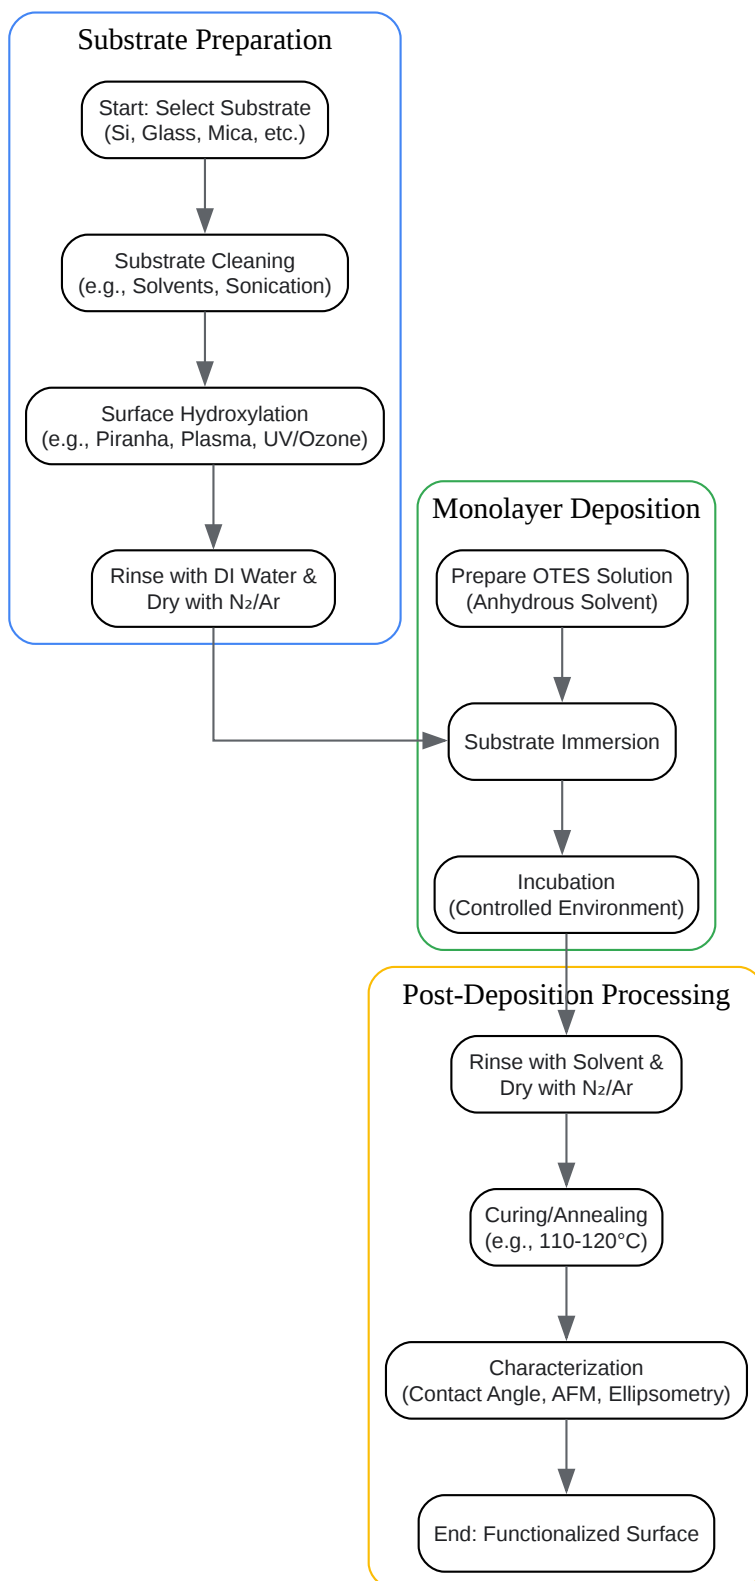 Substrate Preparation
Start: Select Substrate
(Si, Glass, Mica, etc.)
Substrate Cleaning
(e.g., Solvents, Sonication)
Surface Hydroxylation
(e.g., Piranha, Plasma, UV/Ozone)
Rinse with DI Water &
Dry with N₂/Ar
Monolayer Deposition
Prepare OTES Solution
(Anhydrous Solvent)
Substrate Immersion
Incubation
(Controlled Environment)
Post-Deposition Processing
Rinse with Solvent &
Dry with N₂/Ar
Curing/Annealing
(e.g., 110-120°C)
Characterization
(Contact Angle, AFM, Ellipsometry)
End: Functionalized Surface